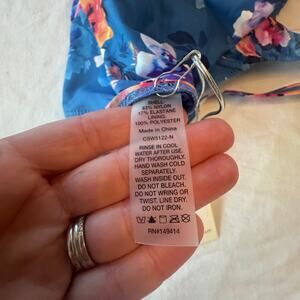 SHELL:
83% NYLON
17% ELASTANE
LINING:
100% POLYESTER
Made in China
CSW5122-N
RINSE IN COOL
WATER AFTER USE.
DRY THOROUGHLY.
HAND WASH COLD
SEPARATELY.
WASH INSIDE OUT.
DO NOT BLEACH.
DO NOT WRING OR
TWIST. LINE DRY.
DO NOT IRON.
RN#149414